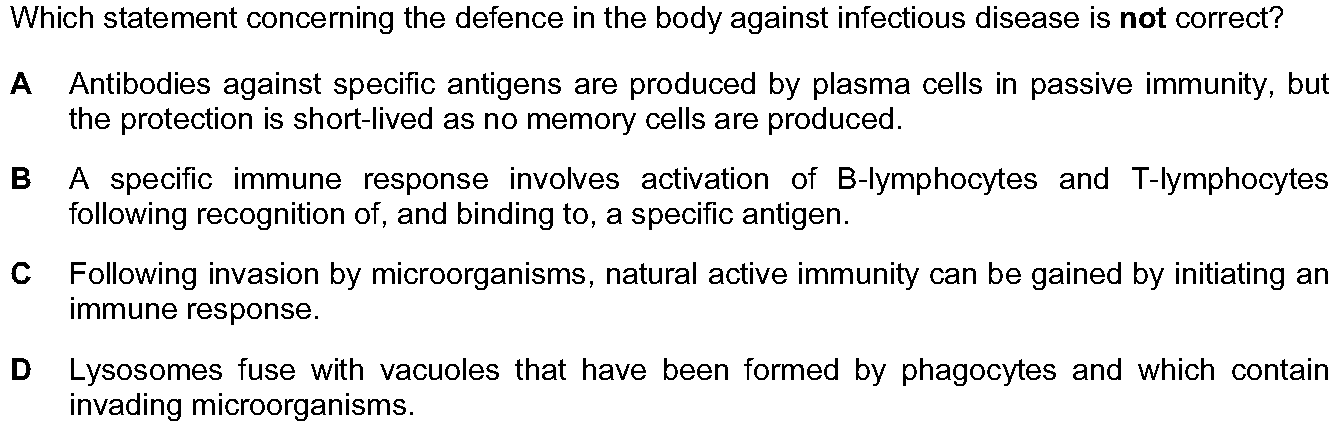 Which statement concerning the defence in the body against infectious disease is not correct?
A Antibodies against specific antigens are produced by plasma cells in passive immunity, but
the protection is short-lived as no memory cells are produced.
B A specific immune response involves activation of B-lymphocytes and T-lymphocytes
following recognition of, and binding to, a specific antigen.
C Following invasion by microorganisms, natural active immunity can be gained by initiating an
immune response.
D Lysosomes fuse with vacuoles that have been formed by phagocytes and which contain
invading microorganisms.